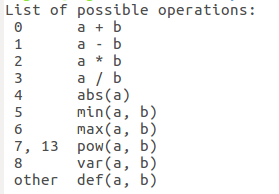 List of possible operations:
0 a + b
1 a - b
2 a * b
3 a / b
4 abs(a)
5 min(a, b)
6 max(a, b)
7, 13 pow(a, b)
8 var(a, b)
other def(a, b)